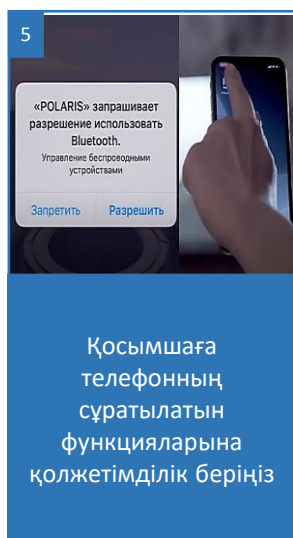 5
«POLARIS» запрашивает
разрешение использовать
Bluetooth.
Управление беспроводными
устройствами
Запретить Разрешить
Қосымшаға
телефонның
сұратылатын
функцияларына
қолжетімділік беріңіз